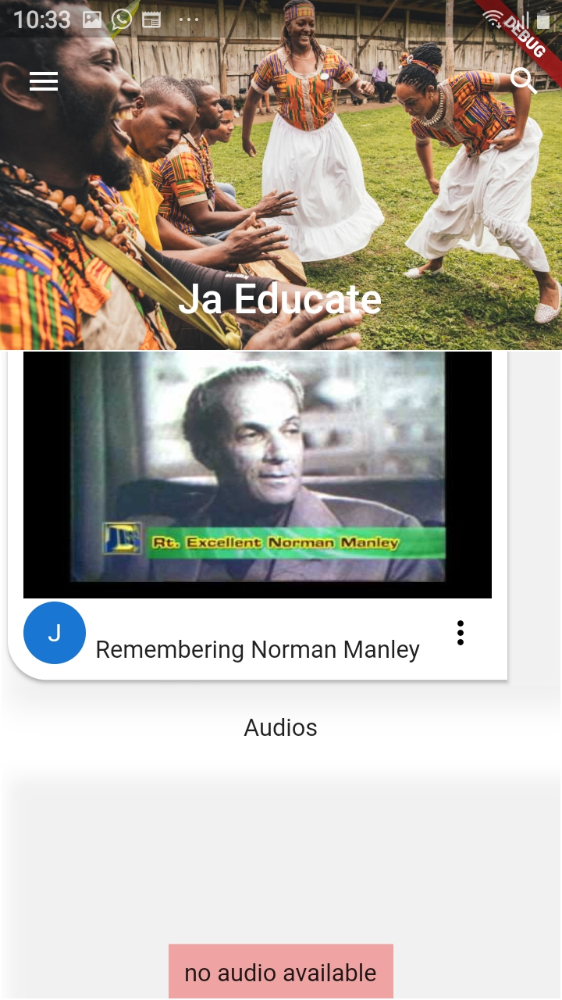 10:33
DEBUG
Ja Educate
Rt. Excellent Norman Manley
J
Remembering Norman Manley
Audios
no audio available